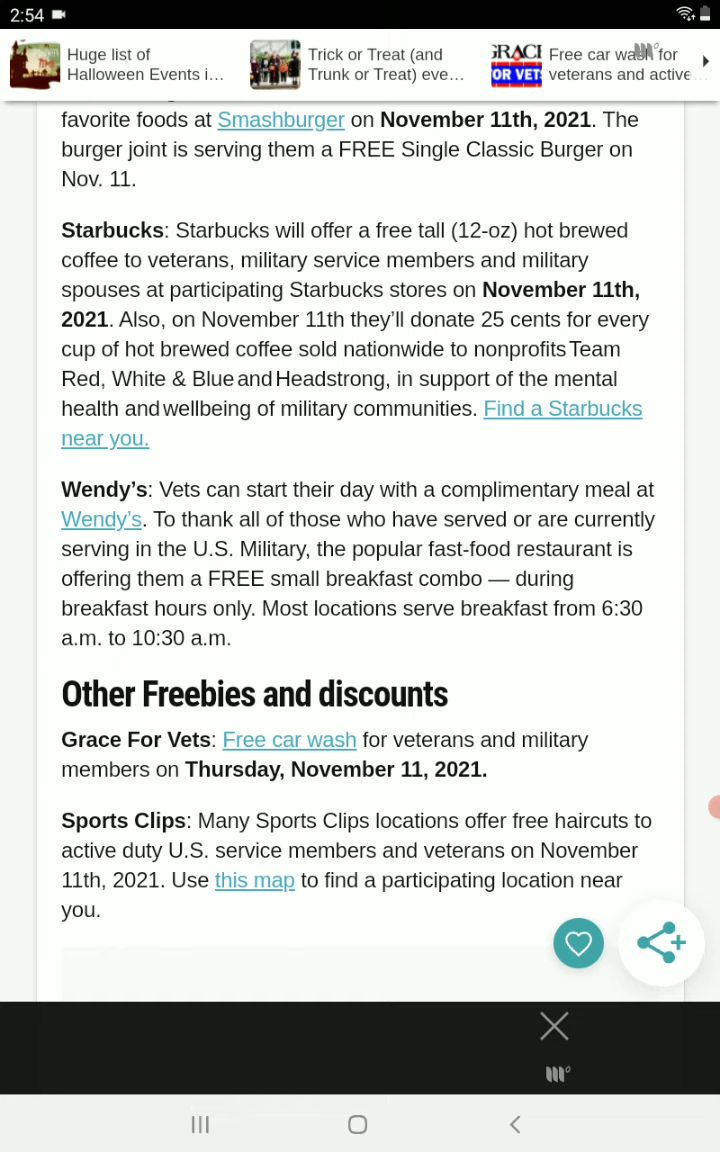 2:54
Huge list of
Halloween Events i...
Trick or Treat (and
Trunk or Treat) eve...
GRACE
FOR VETS
Free car wash for
veterans and active ...
favorite foods at Smashburger on November 11th, 2021. The
burger joint is serving them a FREE Single Classic Burger on
Nov. 11.
Starbucks: Starbucks will offer a free tall (12-oz) hot brewed
coffee to veterans, military service members and military
spouses at participating Starbucks stores on November 11th,
2021. Also, on November 11th they’ll donate 25 cents for every
cup of hot brewed coffee sold nationwide to nonprofits Team
Red, White & Blue and Headstrong, in support of the mental
health and wellbeing of military communities. Find a Starbucks
near you.
Wendy’s: Vets can start their day with a complimentary meal at
Wendy’s. To thank all of those who have served or are currently
serving in the U.S. Military, the popular fast-food restaurant is
offering them a FREE small breakfast combo — during
breakfast hours only. Most locations serve breakfast from 6:30
a.m. to 10:30 a.m.
Other Freebies and discounts
Grace For Vets: Free car wash for veterans and military
members on Thursday, November 11, 2021.
Sports Clips: Many Sports Clips locations offer free haircuts to
active duty U.S. service members and veterans on November
11th, 2021. Use this map to find a participating location near
you.